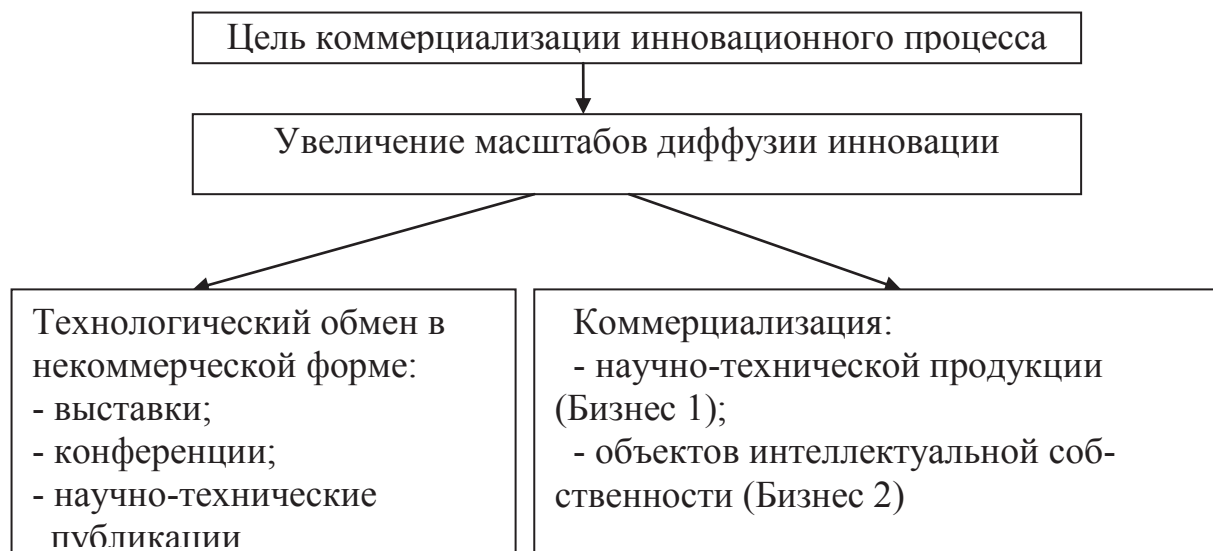 Цель коммерциализации инновационного процесса
Увеличение масштабов диффузии инновации
Технологический обмен в
некоммерческой форме:
- выставки;
- конференции;
- научно-технические
публикации
Коммерциализация:
- научно-технической продукции
(Бизнес 1);
- объектов интеллектуальной соб-
ственности (Бизнес 2)